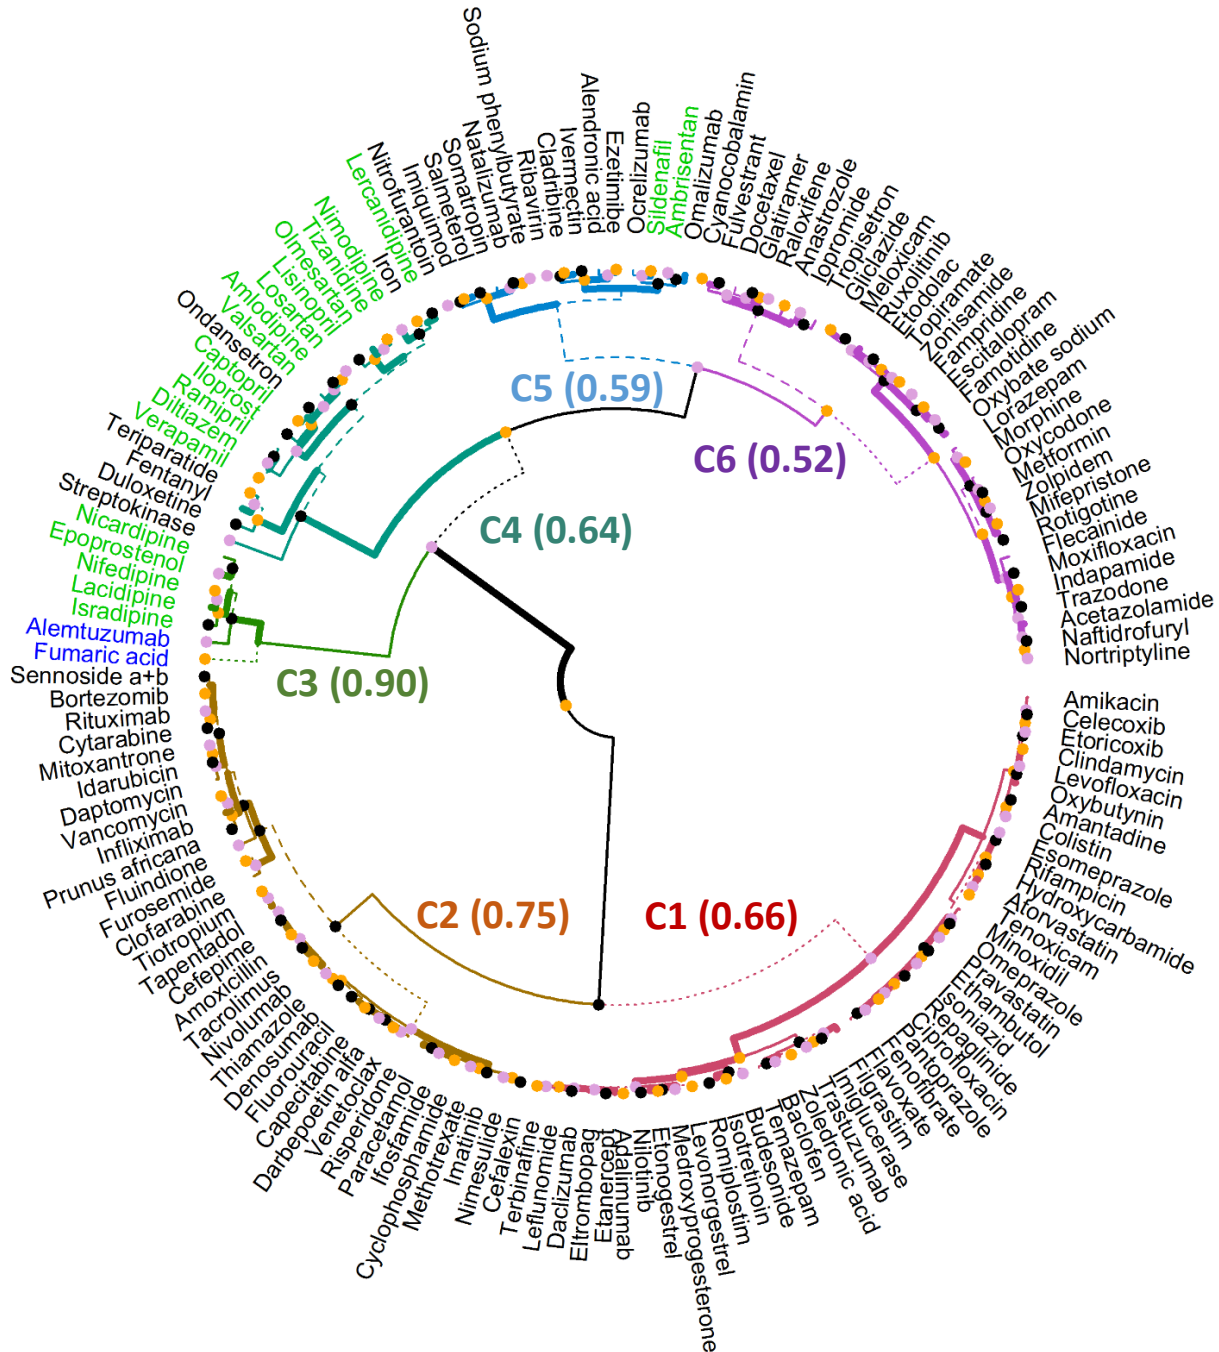 Sodium phenylbutyrate
Natalizumab
Somatropin
Salmeterol
Imiquimod
Nitrofurantoin
Lercanidipine
Iron
Nimodipine
Tizanidine
Olmesartan
Lisinopril
Losartan
Amlodipine
Valsartan
Ondansetron
Captopril
Iloprost
Ramipril
Diltiazem
Verapamil
Teriparatide
Fentanyl
Duloxetine
Streptokinase
Nicardipine
Epoprostenol
Nifedipine
Lacidipine
Isradipine
Alemtuzumab
Fumaric acid
Sennoside a+b
Bortezomib
Rituximab
Cytarabine
Mitoxantrone
Idarubicin
Daptomycin
Vancomycin
Infliximab
Prunus africana
Fluindione
Furosemide
Clofarabine
Tiotropium
Tapentadol
Cefepime
Amoxicillin
Tacrolimus
Nivolumab
Thiamazole
Denosumab
Fluorouracil
Capecitabine
Darbepoetin alfa
Venetoclax
Risperidone
Paracetamol
Ifosfamide
Cyclophosphamide
Methotrexate
Imatinib
Nimesulide
Cefalexin
Terbinafine
Leflunomide
Daclizumab
Eltrombopag
Etanercept
Adalimumab
Nilotinib
Etonogestrel
Medroxyprogesterone
Levonorgestrel
Romiplostim
Isotretinoin
Budesonide
Temazepam
Baclofen
Zoledronic acid
Trastuzumab
Imiglucerase
Filgrastim
Flavoxate
Fenofibrate
Pantoprazole
Ciprofloxacin
Repaglinide
Isoniazid
Ethambutol
Pravastatin
Omeprazole
Minoxidil
Tenoxicam
Atorvastatin
Hydroxycarbamide
Rifampicin
Esomeprazole
Colistin
Amantadine
Oxybutynin
Levofloxacin
Clindamycin
Etoricoxib
Celecoxib
Amikacin
Nortriptyline
Naftidrofuryl
Acetazolamide
Trazodone
Indapamide
Moxifloxacin
Flecainide
Rotigotine
Mifepristone
Zolpidem
Metformin
Oxycodone
Morphine
Lorazepam
Oxybate sodium
Famotidine
Escitalopram
Fampridine
Zonisamide
Topiramate
Etodolac
Ruxolitinib
Meloxicam
Gliclazide
Tropisetron
Iopromide
Anastrozole
Raloxifene
Glatiramer
Docetaxel
Fulvestrant
Cyanocobalamin
Omalizumab
Ambrisentan
Sildenafil
Ocrelizumab
Ezetimibe
Alendronic acid
Ivermectin
Cladribine
Ribavirin
C5 (0.59)
C6 (0.52)
C4 (0.64)
C3 (0.90)
C2 (0.75)
C1 (0.66)